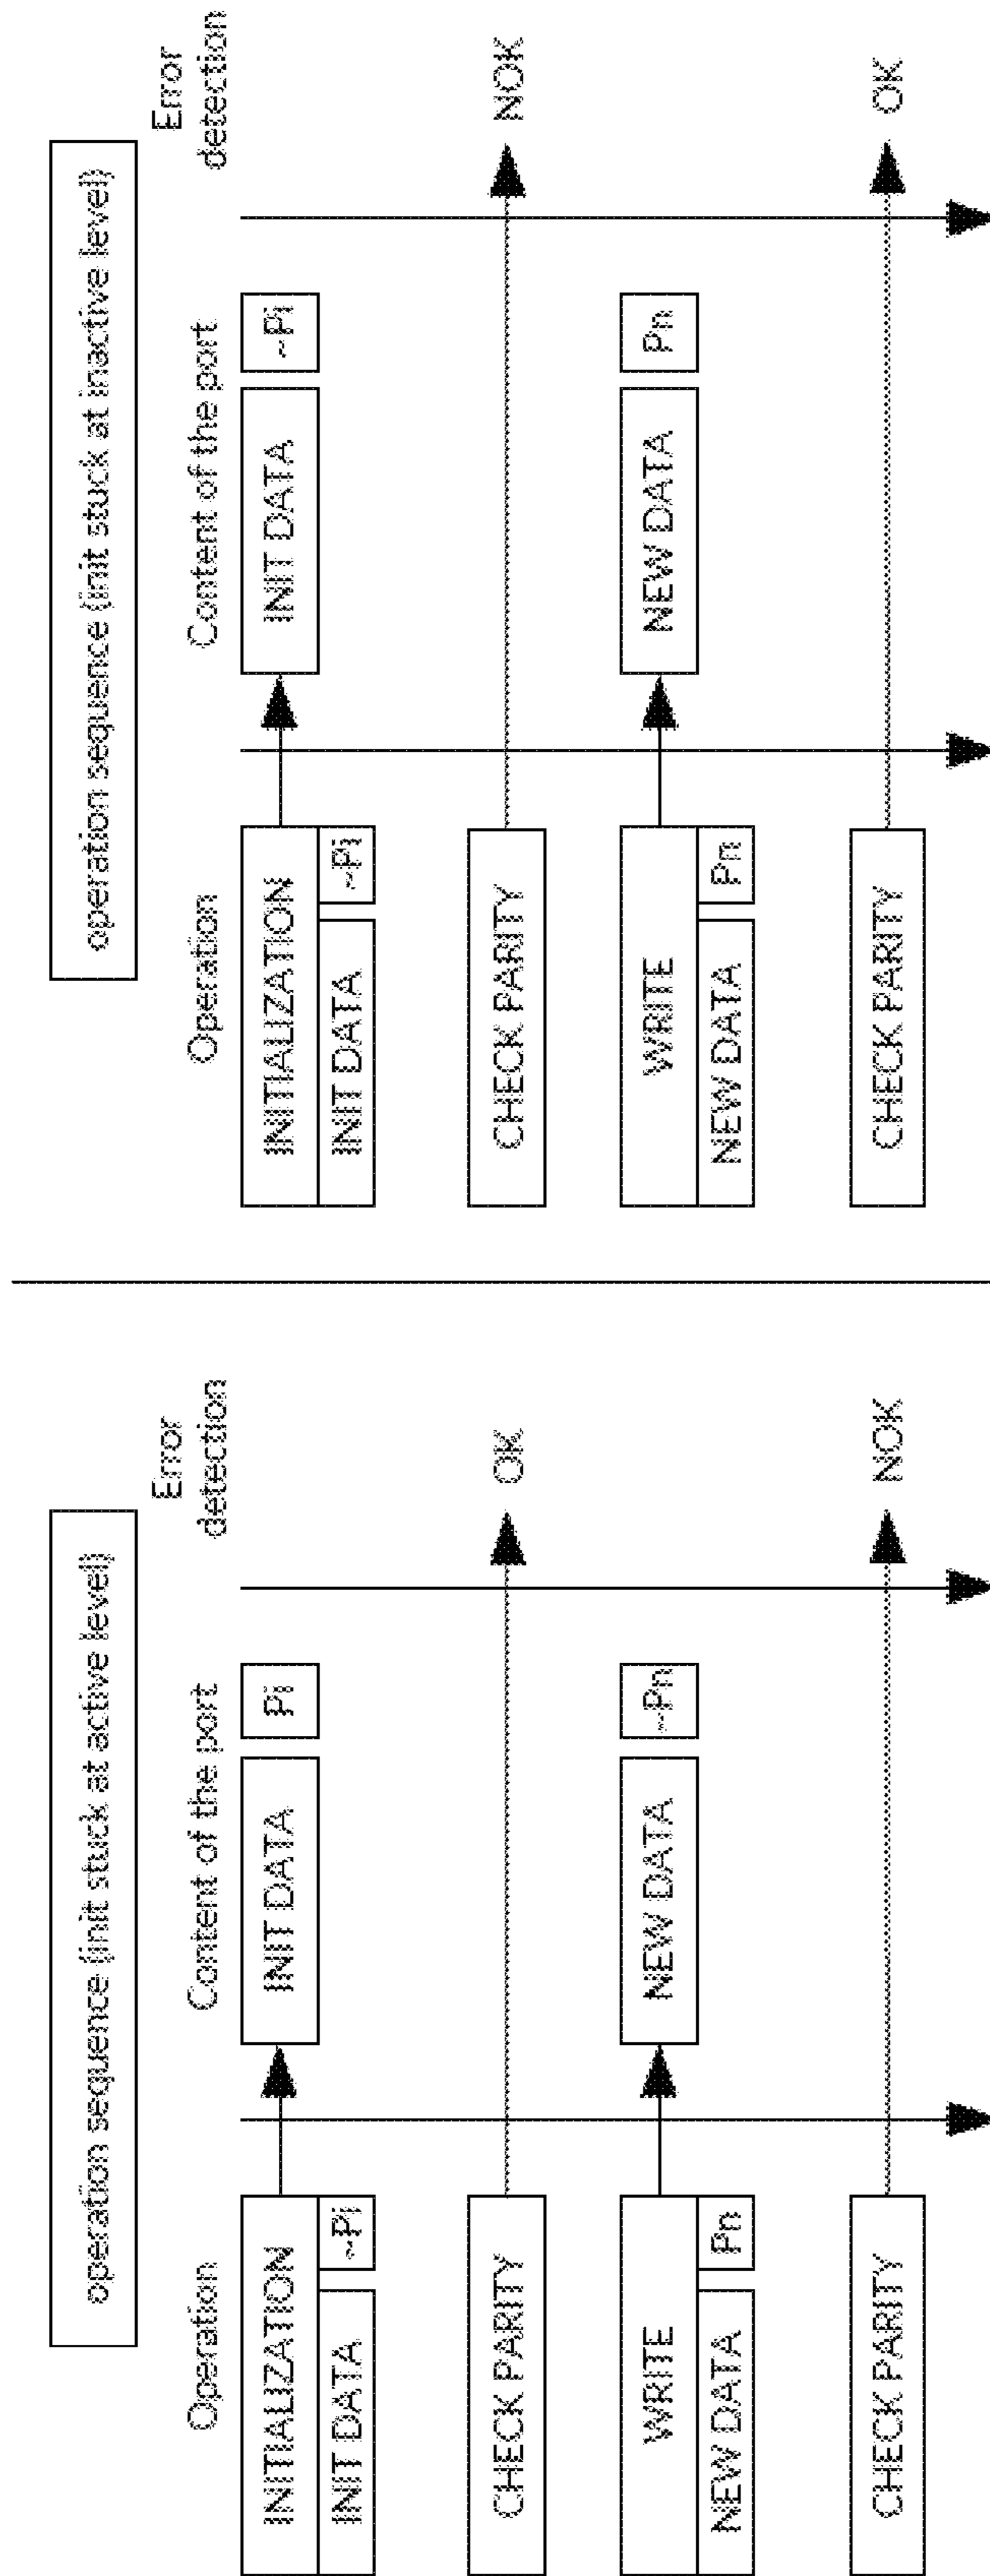 operation sequence (init stuck at active level)
Operation
Content of the port
Error
detection
INITIALIZATION
INIT DATA
~Pi
INIT DATA
Pi
CHECK PARITY
OK
WRITE
NEW DATA
Pn
NEW DATA
~Pn
CHECK PARITY
NOK
operation sequence (init stuck at inactive level)
Operation
Content of the port
Error
detection
INITIALIZATION
INIT DATA
~Pi
INIT DATA
~Pi
CHECK PARITY
NOK
WRITE
NEW DATA
Pn
NEW DATA
Pn
CHECK PARITY
OK